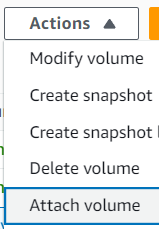 Actions
Modify volume
Create snapshot
Create snapshot
Delete volume
Attach volume